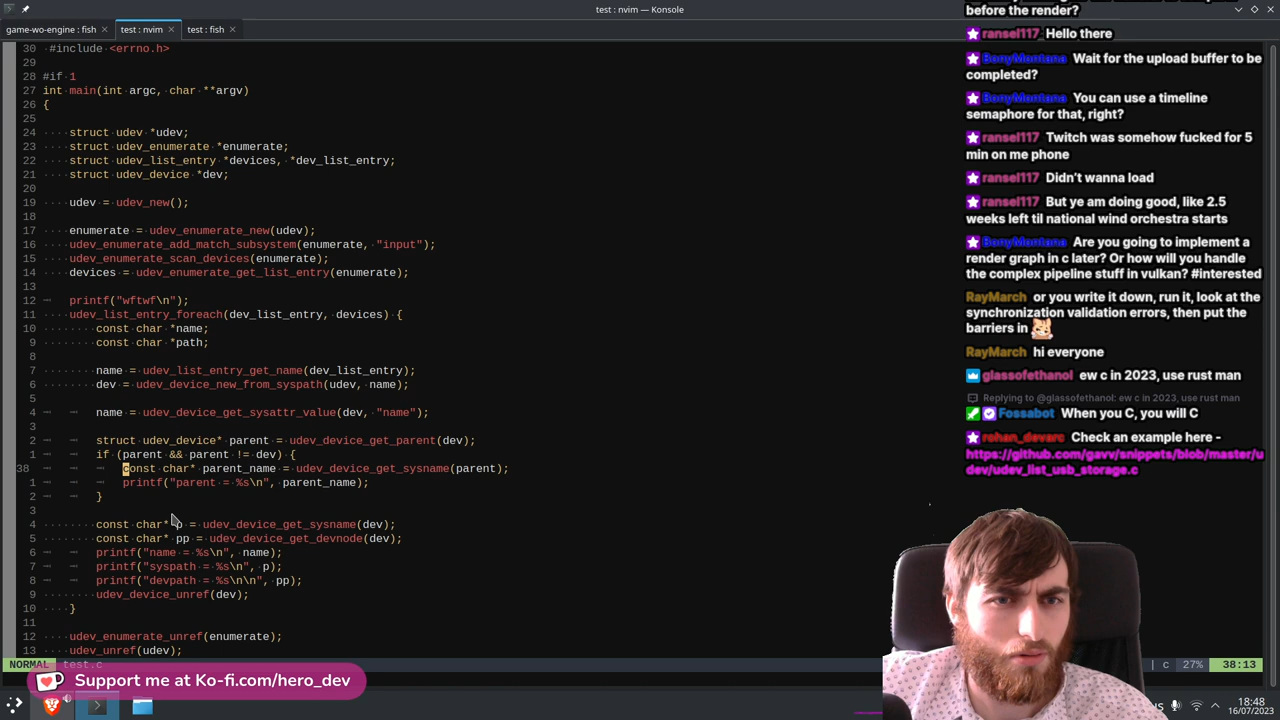 test : nvim — Konsole
game-wo-engine : fish
test : nvim
test : fish
30 #include <errno.h>
29
28 #if 1
27 int main(int argc, char **argv)
26 {
25
24 struct udev *udev;
23 struct udev_enumerate *enumerate;
22 struct udev_list_entry *devices, *dev_list_entry;
21 struct udev_device *dev;
20
19 udev = udev_new();
18
17 enumerate = udev_enumerate_new(udev);
16 udev_enumerate_add_match_subsystem(enumerate, "input");
15 udev_enumerate_scan_devices(enumerate);
14 devices = udev_enumerate_get_list_entry(enumerate);
13
12 printf("wftwf\n");
11 udev_list_entry_foreach(dev_list_entry, devices) {
10 const char *name;
9 const char *path;
8
7 name = udev_list_entry_get_name(dev_list_entry);
6 dev = udev_device_new_from_syspath(udev, name);
5
4 name = udev_device_get_sysattr_value(dev, "name");
3
2 struct udev_device* parent = udev_device_get_parent(dev);
1 if (parent && parent != dev) {
38 const char* parent_name = udev_device_get_sysname(parent);
1 printf("parent = %s\n", parent_name);
2 }
3
4 const char* p = udev_device_get_sysname(dev);
5 const char* pp = udev_device_get_devnode(dev);
6 printf("name = %s\n", name);
7 printf("syspath = %s\n", p);
8 printf("devpath = %s\n\n", pp);
9 udev_device_unref(dev);
10 }
11
12 udev_enumerate_unref(enumerate);
13 udev_unref(udev);
NORMAL test.c
| c 27% 38:13
Support me at Ko-fi.com/hero_dev
18:48
16/07/2023
before the render?
ransel117 Hello there
BonyMontana Wait for the upload buffer to be
completed?
BonyMontana You can use a timeline
semaphore for that, right?
ransel117 Twitch was somehow fucked for 5
min on me phone
ransel117 Didn't wanna load
ransel117 But ye am doing good, like 2.5
weeks left til national wind orchestra starts
BonyMontana Are you going to implement a
render graph in c later? Or how will you handle
the complex pipeline stuff in vulkan? #interested
RayMarch or you write it down, run it, look at the
synchronization validation errors, then put the
barriers in
RayMarch hi everyone
glassofethanol ew c in 2023, use rust man
Replying to @glassofethanol: ew c in 2023, use rust man
Fossabot When you C, you will C
rohan_devarc Check an example here -
https://github.com/gavv/snippets/blob/master/u
dev/udev_list_usb_storage.c